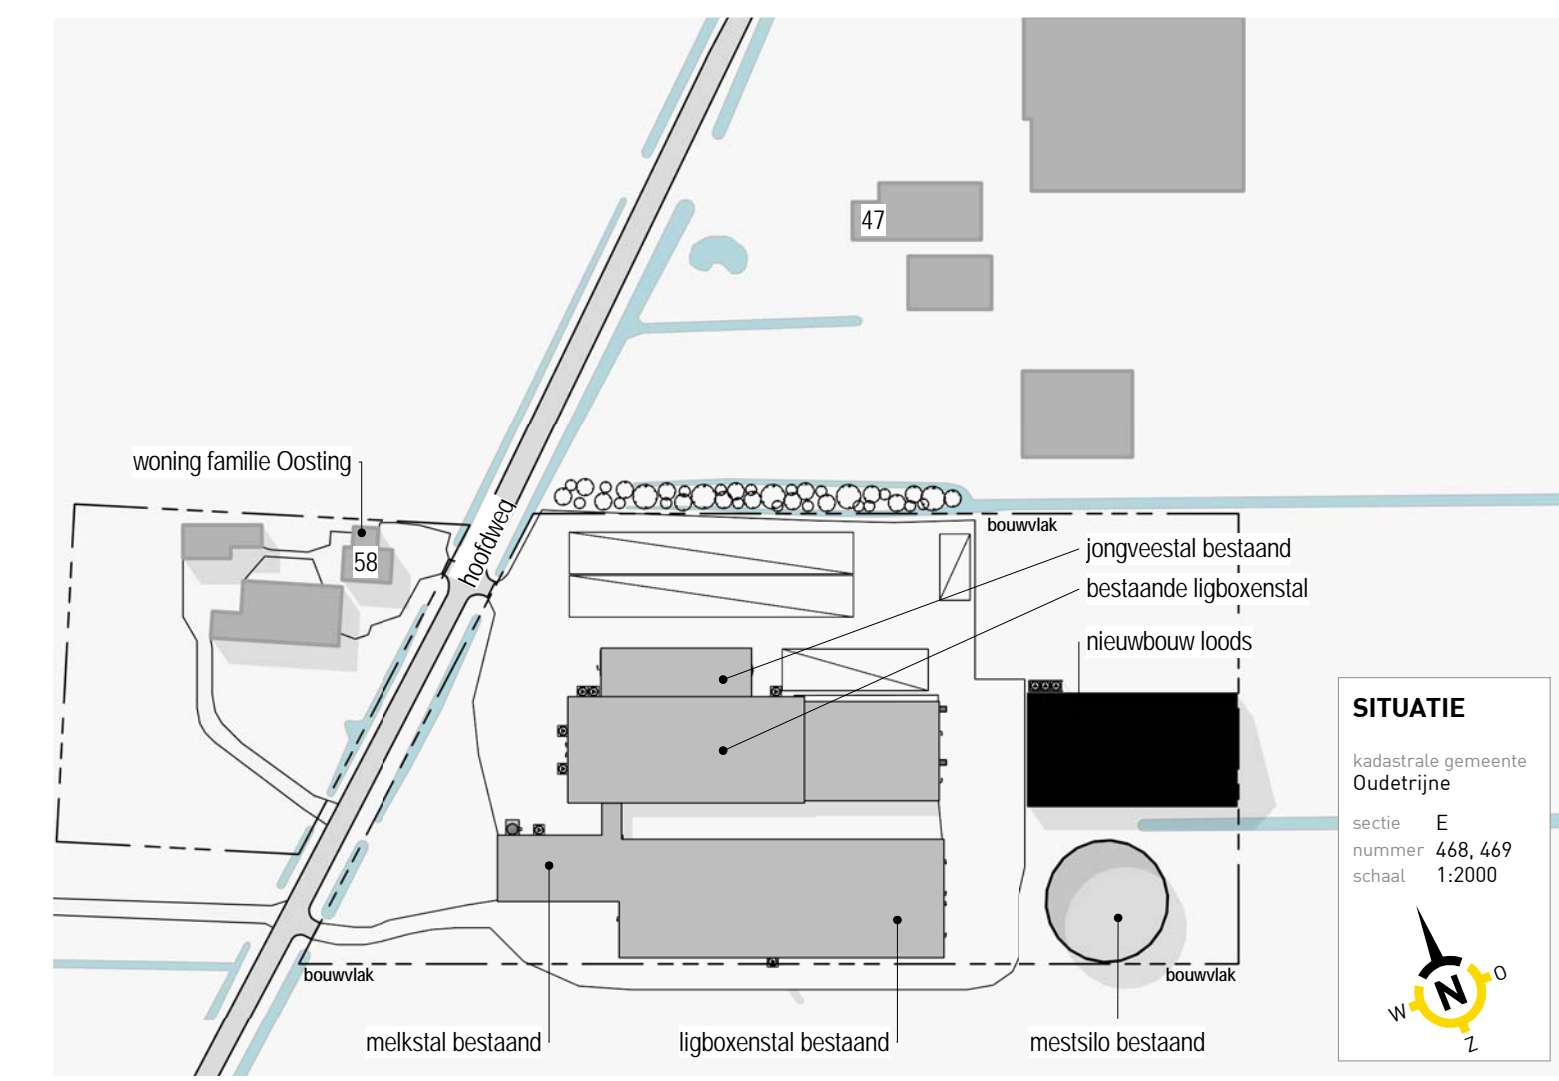 47
woning familie Oosting
58
hoofdweg
bouwvlak
jongveestal bestaand
bestaande ligboxenstal
nieuwbouw loods
SITUATIE
kadastrale gemeente
Oudetrijne
sectie E
nummer 468, 469
schaal 1:2000
N
O
W
Z
bouwvlak
bouwvlak
melkstal bestaand
ligboxenstal bestaand
mestsilo bestaand